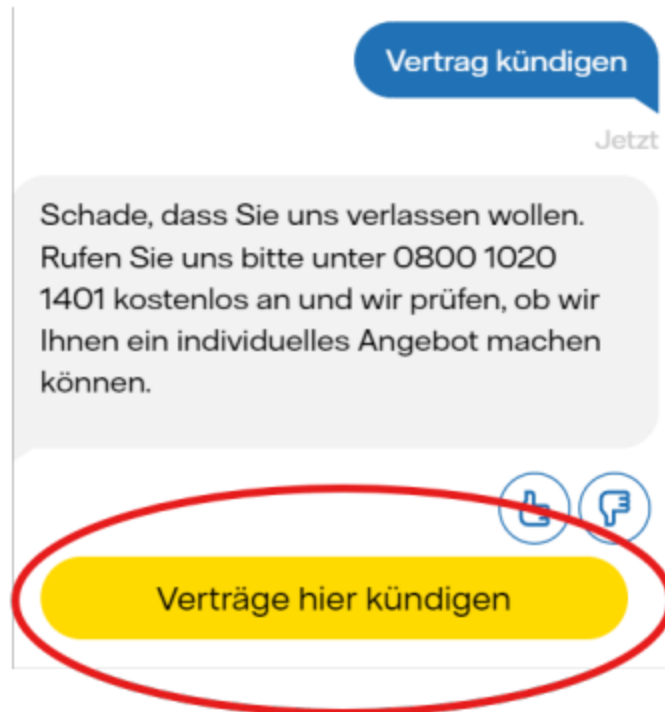 Vertrag kündigen
Jetzt
Schade, dass Sie uns verlassen wollen.
Rufen Sie uns bitte unter 0800 1020
1401 kostenlos an und wir prüfen, ob wir
Ihnen ein individuelles Angebot machen
können.
Verträge hier kündigen